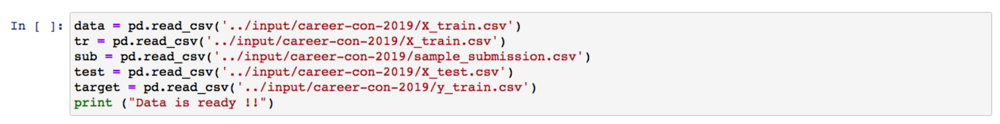 In [ ]: data = pd.read_csv('../input/career-con-2019/X_train.csv')
tr = pd.read_csv('../input/career-con-2019/X_train.csv')
sub = pd.read_csv('../input/career-con-2019/sample_submission.csv')
test = pd.read_csv('../input/career-con-2019/X_test.csv')
target = pd.read_csv('../input/career-con-2019/y_train.csv')
print ("Data is ready !!")